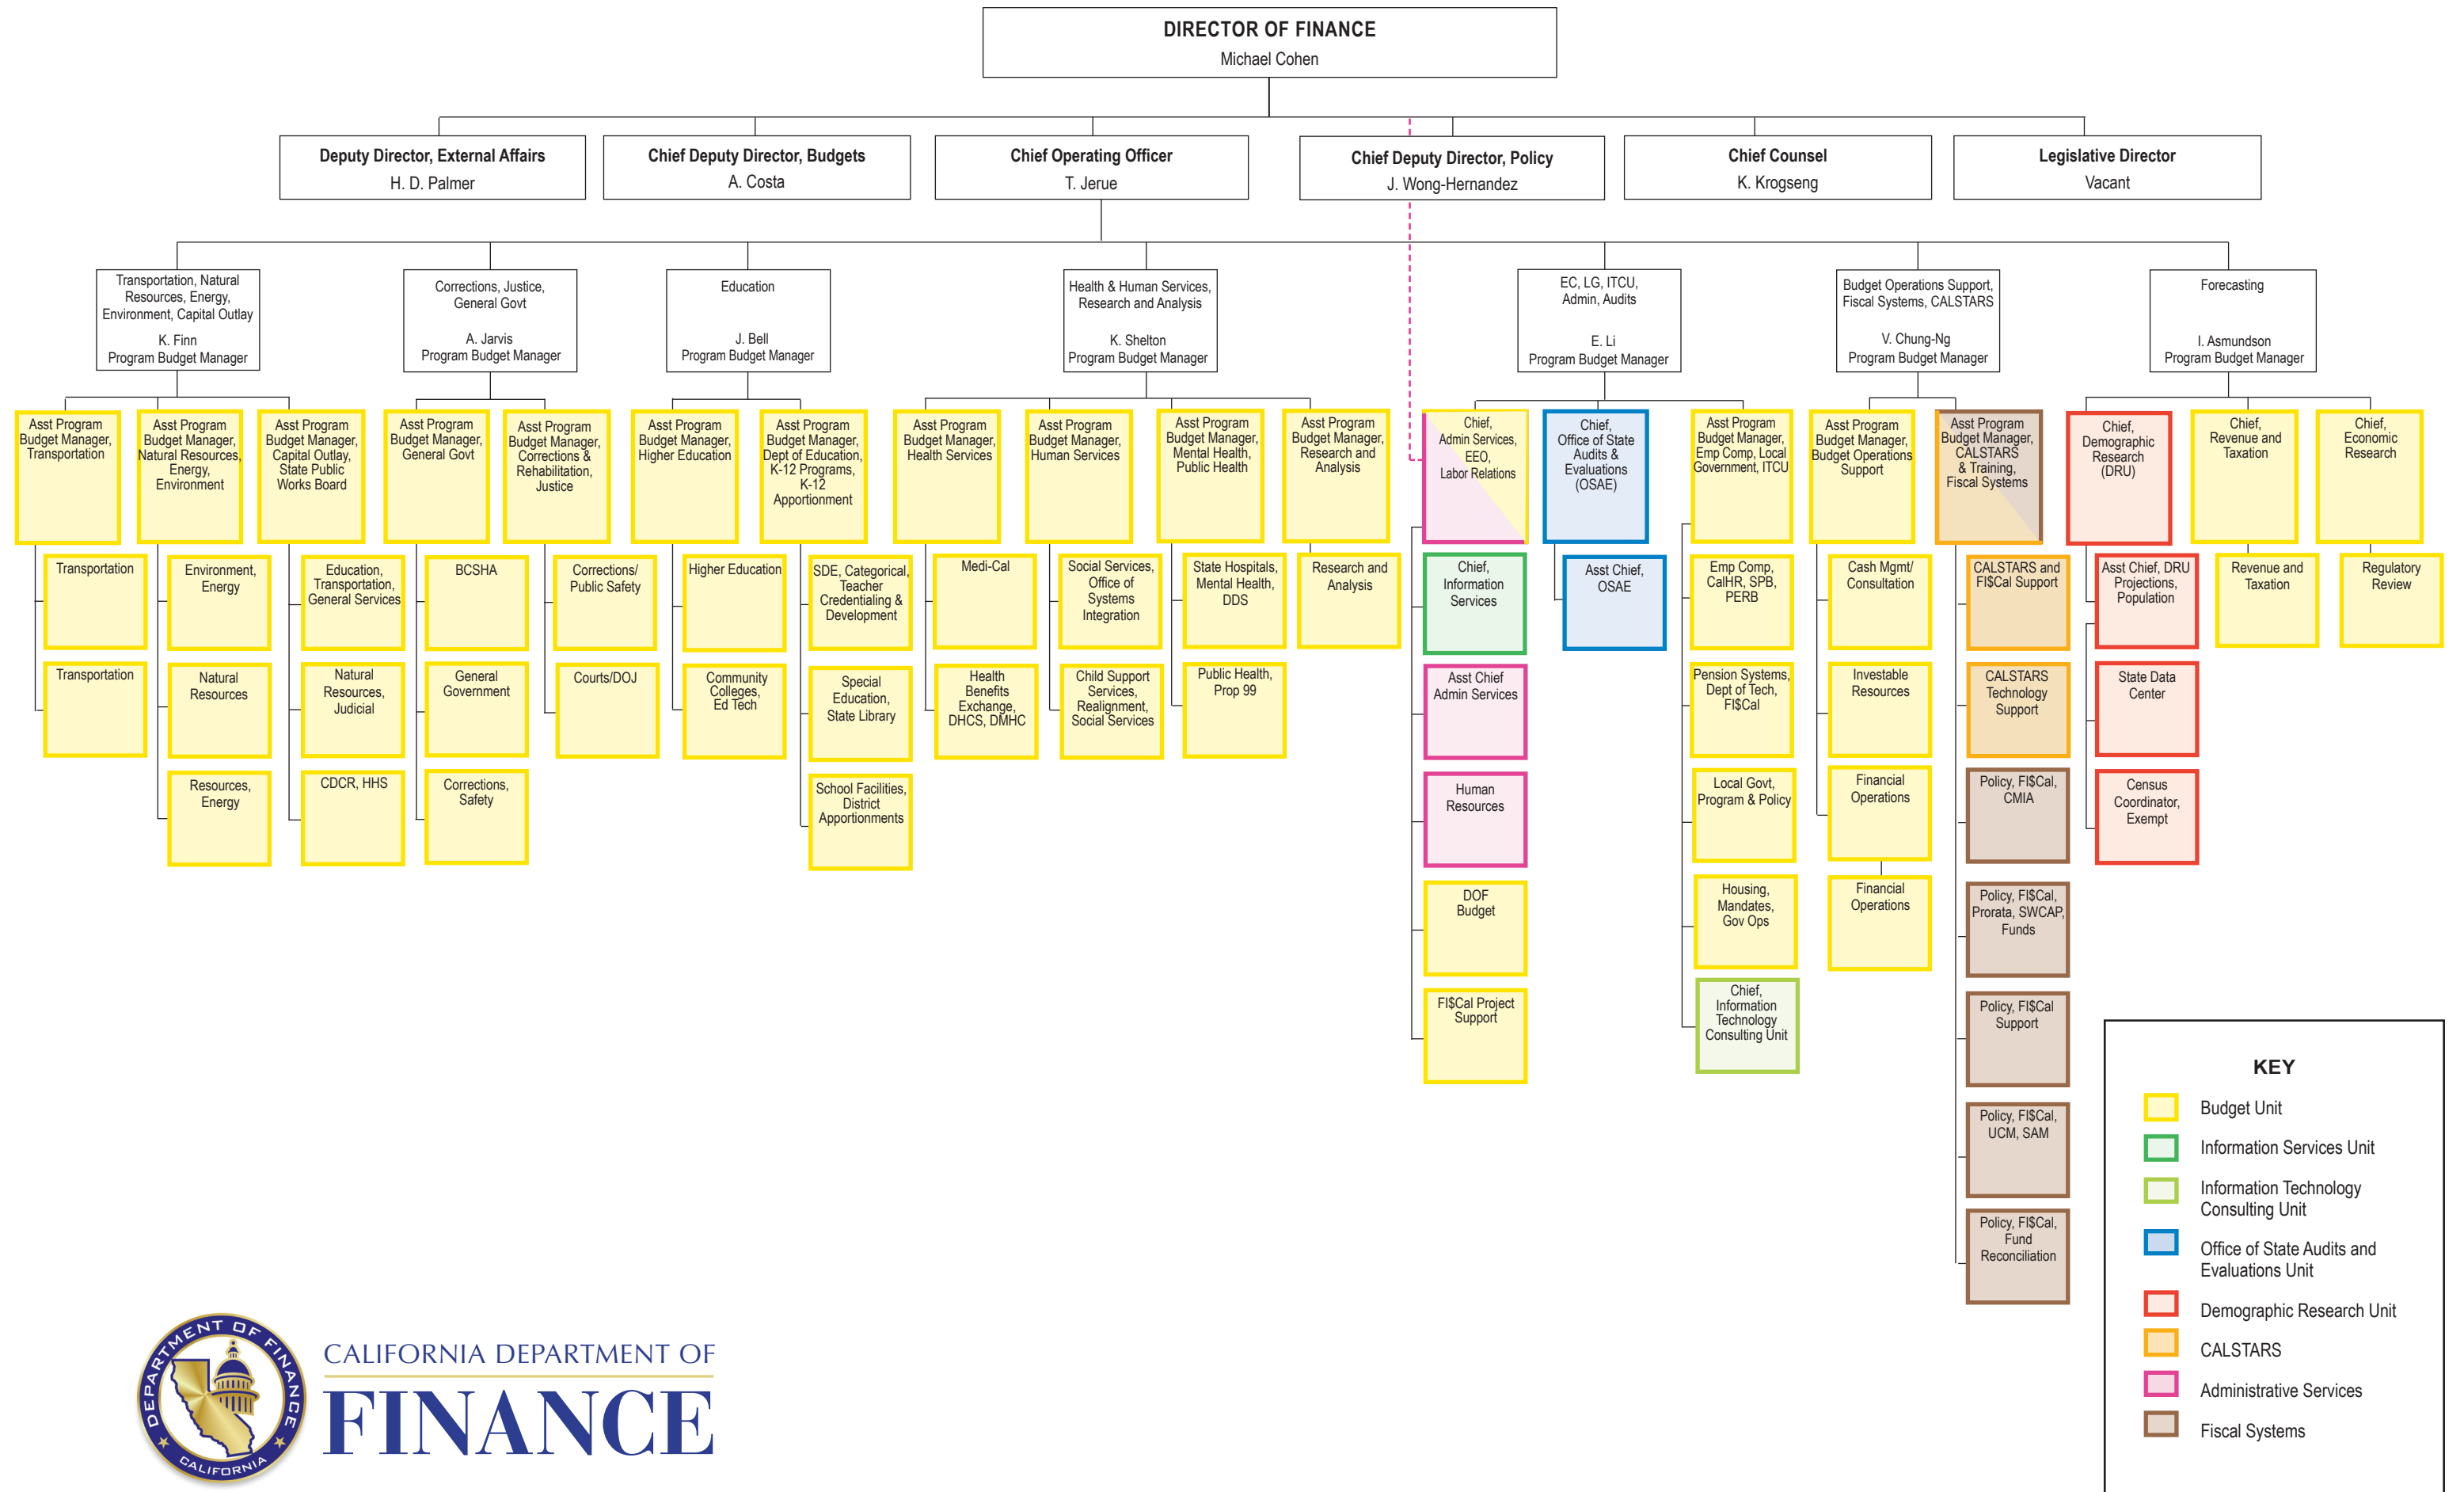 DIRECTOR OF FINANCE
Michael Cohen
Deputy Director, External Affairs
H. D. Palmer
Chief Deputy Director, Budgets
A. Costa
Chief Operating Officer
T. Jerue
Chief Deputy Director, Policy
J. Wong-Hernandez
Chief Counsel
K. Krogseng
Legislative Director
Vacant
Transportation, Natural
Resources, Energy,
Environment, Capital Outlay
K. Finn
Program Budget Manager
Corrections, Justice,
General Govt
A. Jarvis
Program Budget Manager
Education
J. Bell
Program Budget Manager
Health & Human Services,
Research and Analysis
K. Shelton
Program Budget Manager
EC, LG, ITCU,
Admin, Audits
E. Li
Program Budget Manager
Budget Operations Support,
Fiscal Systems, CALSTARS
V. Chung-Ng
Program Budget Manager
Forecasting
I. Asmundson
Program Budget Manager
Asst Program
Budget Manager,
Transportation
Asst Program
Budget Manager,
Natural Resources,
Energy,
Environment
Asst Program
Budget Manager,
Capital Outlay,
State Public
Works Board
Asst Program
Budget Manager,
General Govt
Asst Program
Budget Manager,
Corrections &
Rehabilitation,
Justice
Asst Program
Budget Manager,
Higher Education
Asst Program
Budget Manager,
Dept of Education,
K-12 Programs,
K-12
Apportionment
Asst Program
Budget Manager,
Health Services
Asst Program
Budget Manager,
Human Services
Asst Program
Budget Manager,
Mental Health,
Public Health
Asst Program
Budget Manager,
Research and
Analysis
Chief,
Admin Services,
EEO,
Labor Relations
Chief,
Office of State
Audits &
Evaluations
(OSAE)
Asst Program
Budget Manager,
Emp Comp, Local
Government, ITCU
Asst Program
Budget Manager,
Budget Operations
Support
Asst Program
Budget Manager,
CALSTARS
& Training,
Fiscal Systems
Chief,
Demographic
Research
(DRU)
Chief,
Revenue and
Taxation
Chief,
Economic
Research
Transportation
Environment,
Energy
Education,
Transportation,
General Services
BCSHA
Corrections/
Public Safety
Higher Education
SDE, Categorical,
Teacher
Credentialing &
Development
Medi-Cal
Social Services,
Office of
Systems
Integration
State Hospitals,
Mental Health,
DDS
Research and
Analysis
Chief,
Information
Services
Asst Chief,
OSAE
Emp Comp,
CalHR, SPB,
PERB
Cash Mgmt/
Consultation
CALSTARS and
FI$Cal Support
Asst Chief, DRU
Projections,
Population
Revenue and
Taxation
Regulatory
Review
Transportation
Natural
Resources
Natural
Resources,
Judicial
General
Government
Courts/DOJ
Community
Colleges,
Ed Tech
Special
Education,
State Library
Health
Benefits
Exchange,
DHCS, DMHC
Child Support
Services,
Realignment,
Social Services
Public Health,
Prop 99
Asst Chief
Admin Services
Pension Systems,
Dept of Tech,
FI$Cal
Investable
Resources
CALSTARS
Technology
Support
State Data
Center
Resources,
Energy
CDCR, HHS
Corrections,
Safety
School Facilities,
District
Apportionments
Human
Resources
Local Govt,
Program & Policy
Financial
Operations
Policy, FI$Cal,
CMIA
Census
Coordinator,
Exempt
DOF
Budget
Housing,
Mandates,
Gov Ops
Financial
Operations
Policy, FI$Cal,
Prorata, SWCAP,
Funds
FI$Cal Project
Support
Chief,
Information
Technology
Consulting Unit
Policy, FI$Cal
Support
Policy, FI$Cal,
UCM, SAM
Policy, FI$Cal,
Fund
Reconciliation
KEY
Budget Unit
Information Services Unit
Information Technology
Consulting Unit
Office of State Audits and
Evaluations Unit
Demographic Research Unit
CALSTARS
Administrative Services
Fiscal Systems
DEPARTMENT OF FINANCE
CALIFORNIA
CALIFORNIA DEPARTMENT OF
FINANCE